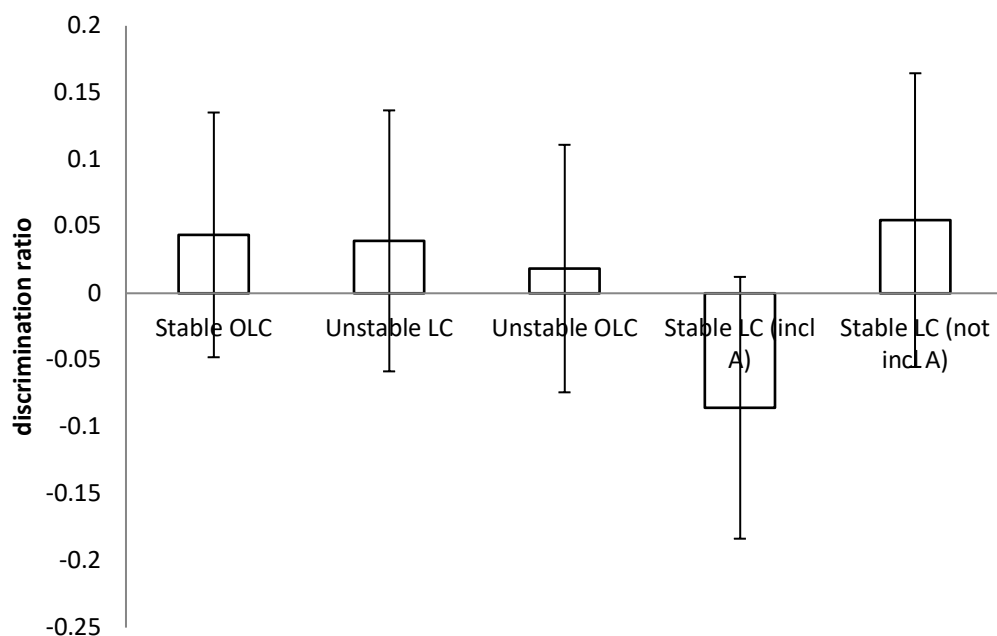 0.2
0.15
0.1
0.05
0
-0.05
-0.1
-0.15
-0.2
-0.25
discrimination ratio
Stable OLC
Unstable LC
Unstable OLC
Stable LC (incl
A)
Stable LC (not
incl A)